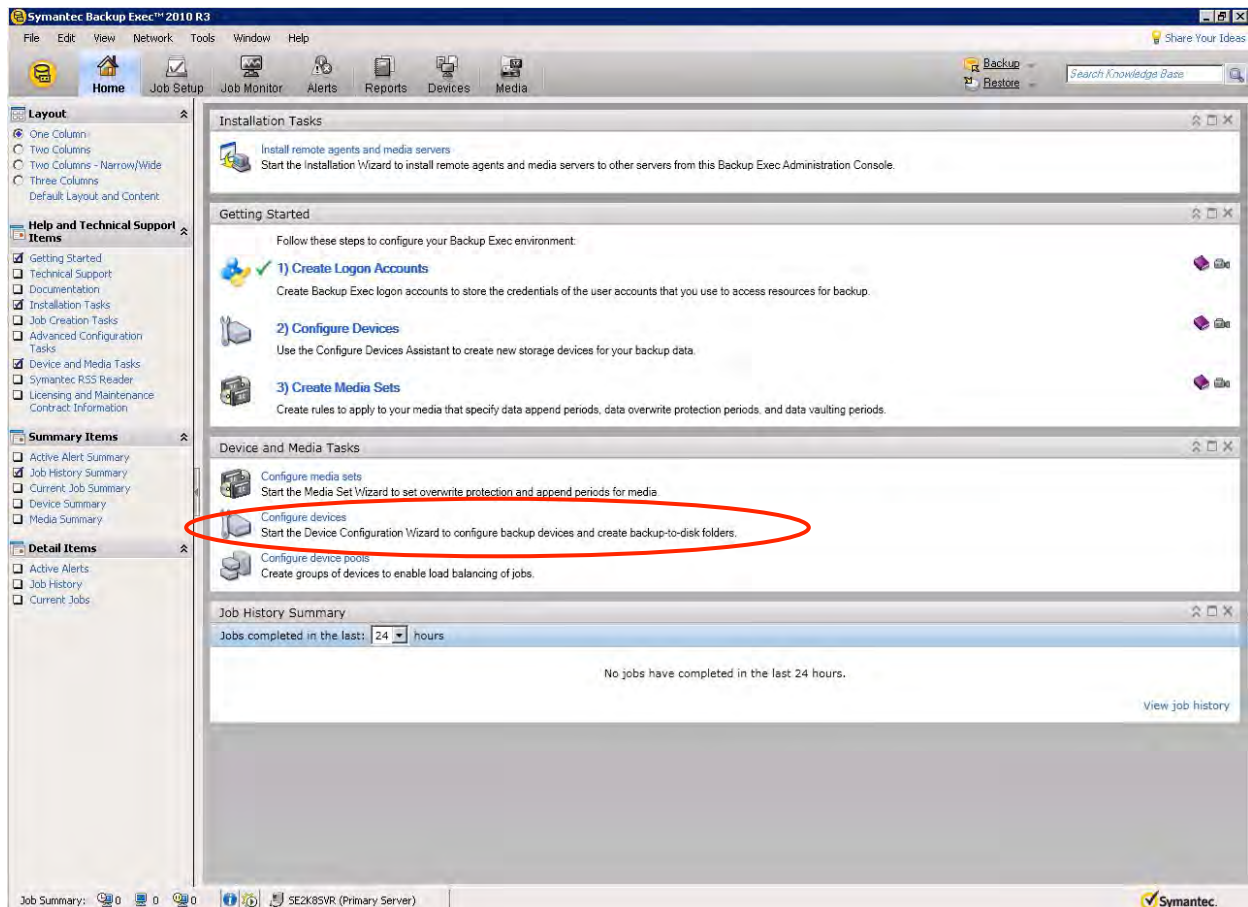 Symantec Backup Exec™ 2010 R3
File Edit View Network Tools Window Help
Share Your Ideas
Home Job Setup Job Monitor Alerts Reports Devices Media
Backup
Restore
Search Knowledge Base
Layout
One Column
Two Columns
Two Columns - Narrow/Wide
Three Columns
Default Layout and Content
Help and Technical Support
Items
Getting Started
Technical Support
Documentation
Installation Tasks
Job Creation Tasks
Advanced Configuration
Tasks
Device and Media Tasks
Symantec RSS Reader
Licensing and Maintenance
Contract Information
Summary Items
Active Alert Summary
Job History Summary
Current Job Summary
Device Summary
Media Summary
Detail Items
Active Alerts
Job History
Current Jobs
Installation Tasks
Install remote agents and media servers
Start the Installation Wizard to install remote agents and media servers to other servers from this Backup Exec Administration Console.
Getting Started
Follow these steps to configure your Backup Exec environment:
1) Create Logon Accounts
Create Backup Exec logon accounts to store the credentials of the user accounts that you use to access resources for backup.
2) Configure Devices
Use the Configure Devices Assistant to create new storage devices for your backup data.
3) Create Media Sets
Create rules to apply to your media that specify data append periods, data overwrite protection periods, and data vaulting periods.
Device and Media Tasks
Configure media sets
Start the Media Set Wizard to set overwrite protection and append periods for media.
Configure devices
Start the Device Configuration Wizard to configure backup devices and create backup-to-disk folders.
Configure device pools
Create groups of devices to enable load balancing of jobs.
Job History Summary
Jobs completed in the last: 24 hours
No jobs have completed in the last 24 hours.
View job history
Job Summary: 0 0 0 SE2K8SVR (Primary Server)
Symantec.